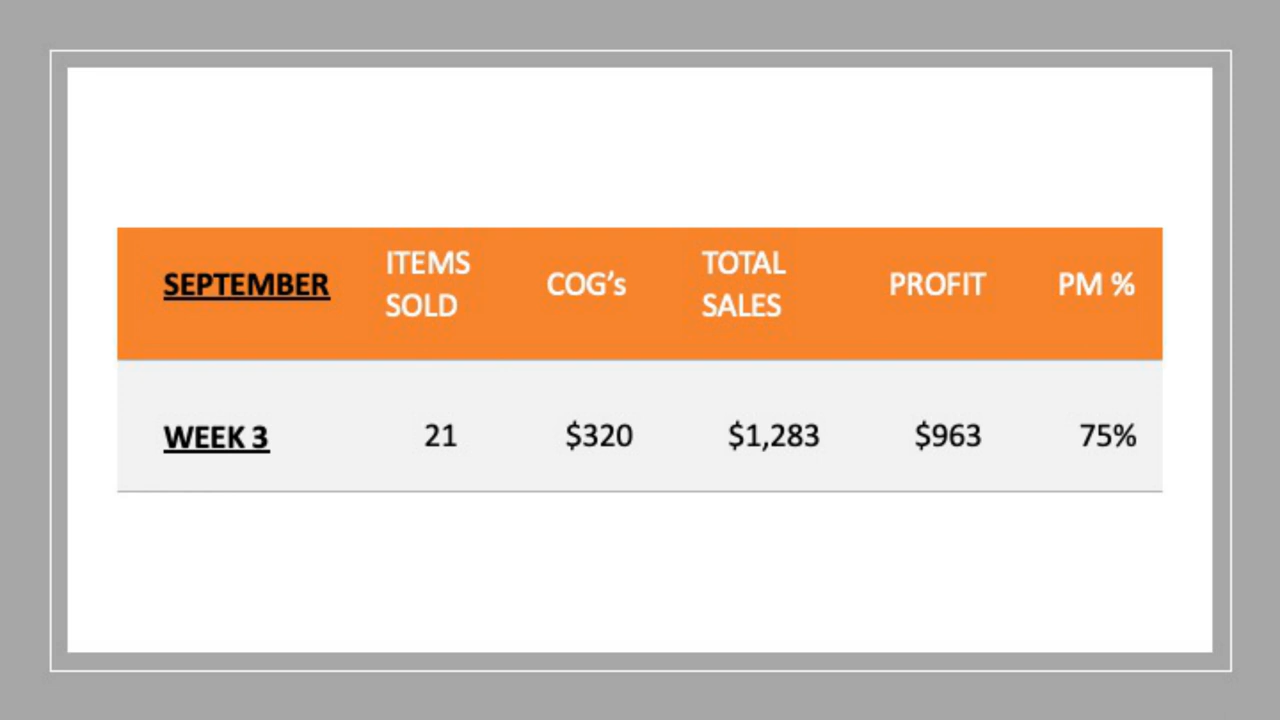 SEPTEMBER ITEMS SOLD COG's TOTAL SALES PROFIT PM %
WEEK 3 21 $320 $1,283 $963 75%